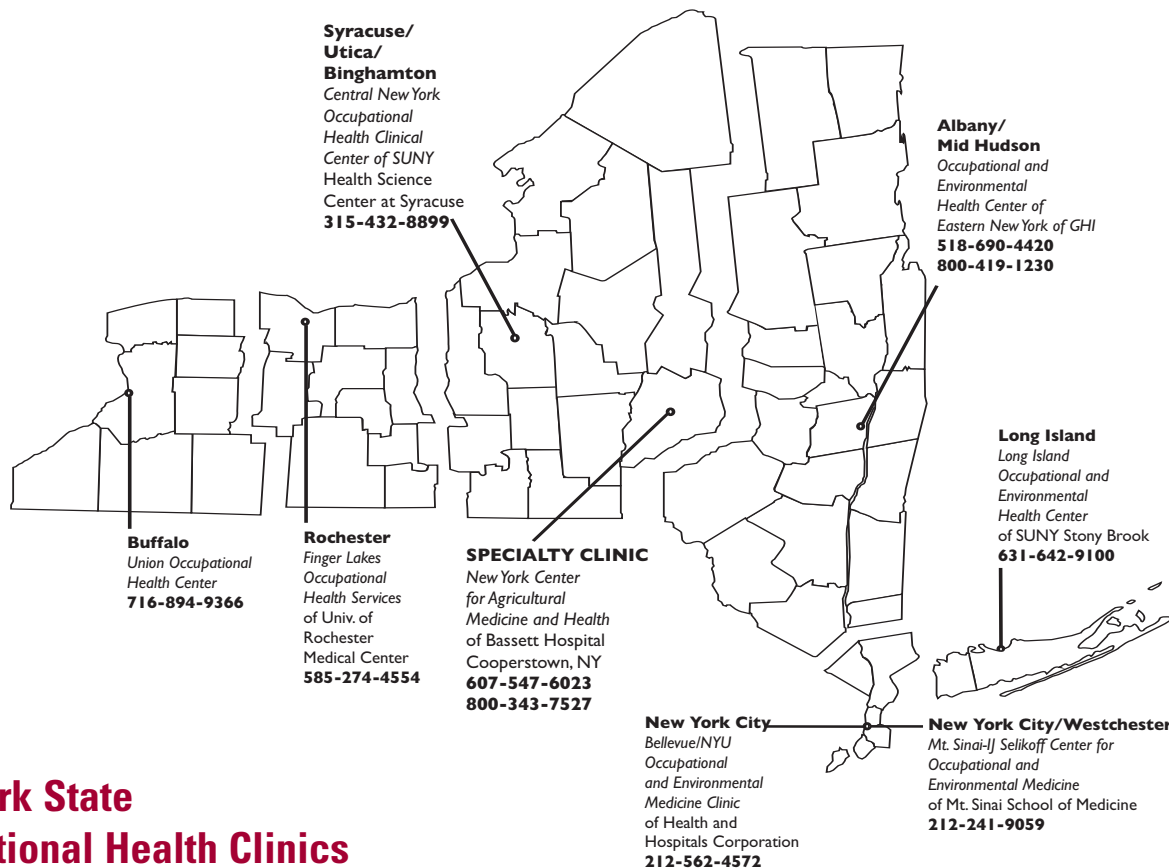 Syracuse/
Utica/
Binghamton
Central New York
Occupational
Health Clinical
Center of SUNY
Health Science
Center at Syracuse
315-432-8899
Albany/
Mid Hudson
Occupational and
Environmental
Health Center of
Eastern New York of GHI
518-690-4420
800-419-1230
Buffalo
Union Occupational
Health Center
716-894-9366
Rochester
Finger Lakes
Occupational
Health Services
of Univ. of
Rochester
Medical Center
585-274-4554
SPECIALTY CLINIC
New York Center
for Agricultural
Medicine and Health
of Bassett Hospital
Cooperstown, NY
607-547-6023
800-343-7527
Long Island
Long Island
Occupational and
Environmental
Health Center
of SUNY Stony Brook
631-642-9100
New York City
Bellevue/NYU
Occupational
and Environmental
Medicine Clinic
of Health and
Hospitals Corporation
212-562-4572
New York City/Westchester
Mt. Sinai-IJ Selikoff Center for
Occupational and
Environmental Medicine
of Mt. Sinai School of Medicine
212-241-9059
rk State
tional Health Clinics